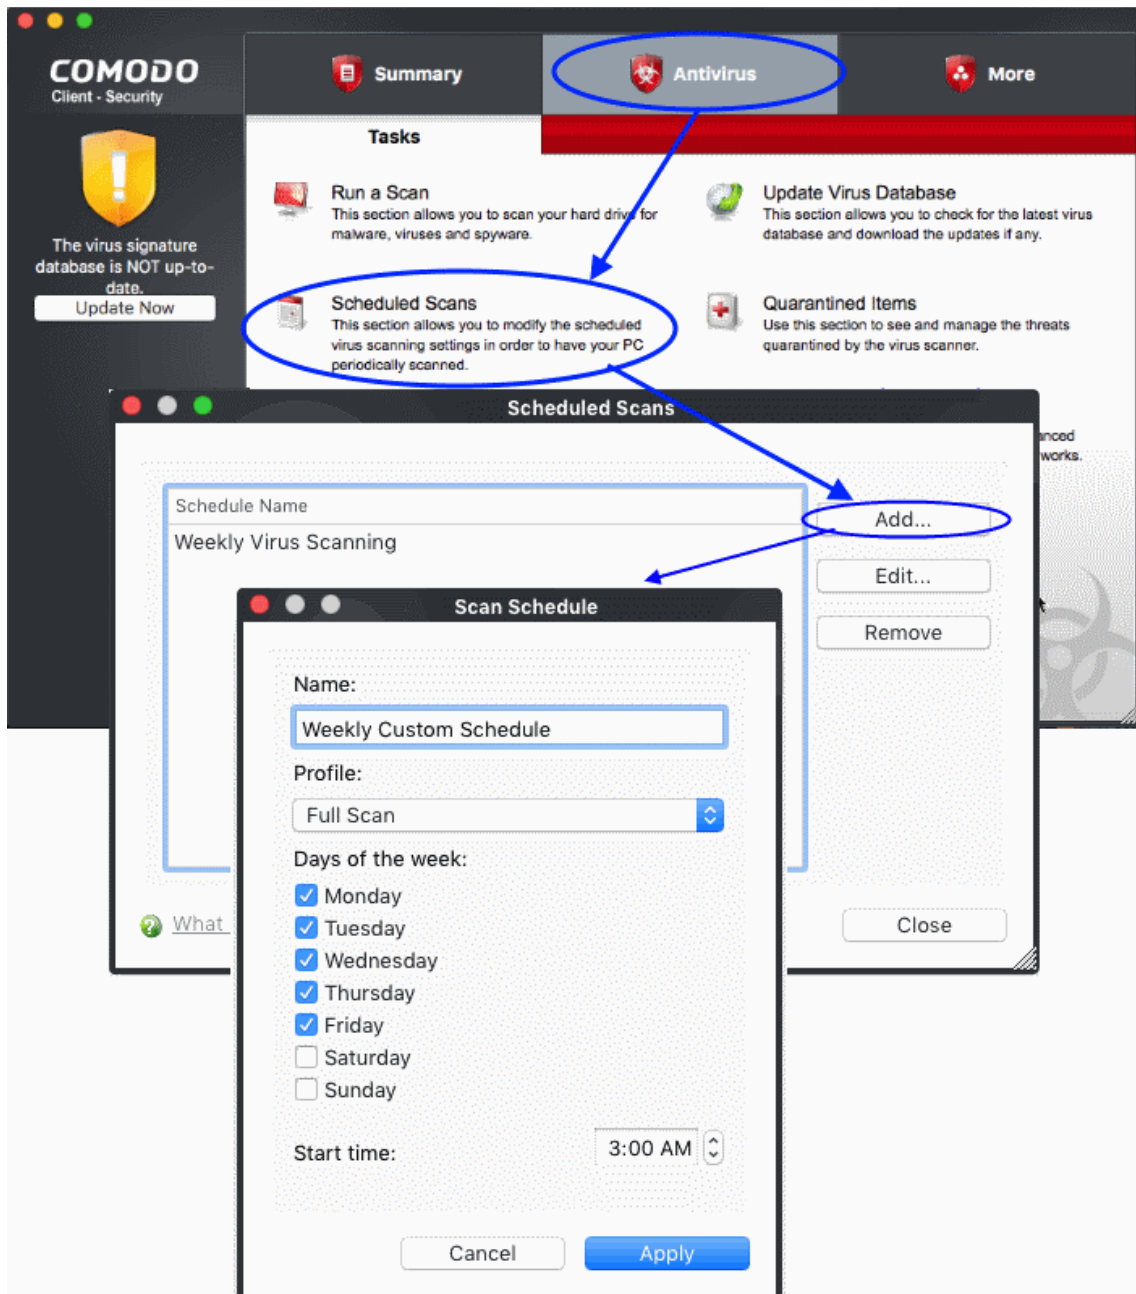 COMODO
Client - Security
Summary
Antivirus
More
Tasks
The virus signature
database is NOT up-to-
date.
Update Now
Run a Scan
This section allows you to scan your hard drive for
malware, viruses and spyware.
Update Virus Database
This section allows you to check for the latest virus
database and download the updates if any.
Scheduled Scans
This section allows you to modify the scheduled
virus scanning settings in order to have your PC
periodically scanned.
Quarantined Items
Use this section to see and manage the threats
quarantined by the virus scanner.
works.
Scheduled Scans
Schedule Name
Weekly Virus Scanning
Add...
Edit...
Remove
What
Close
Scan Schedule
Name:
Weekly Custom Schedule
Profile:
Full Scan
Days of the week:
Monday
Tuesday
Wednesday
Thursday
Friday
Saturday
Sunday
Start time:
3:00 AM
Cancel
Apply